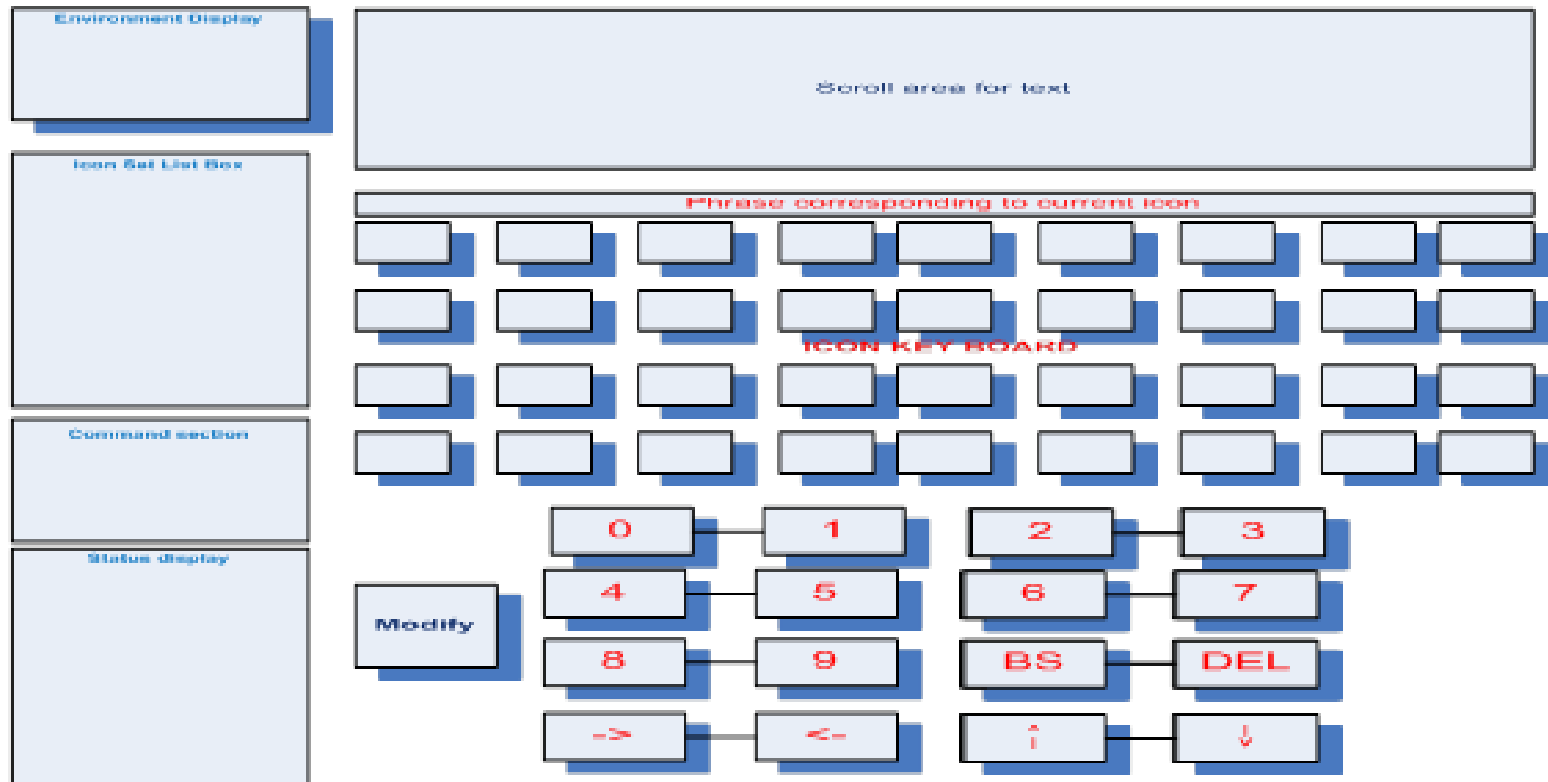 Environment Display
Scroll area for text
Icon Set List Box
Phrase corresponding to current icon
ICON KEY BOARD
Command section
Status display
Modify
0
1
2
3
4
5
6
7
8
9
BS
DEL
->
<-
↑
↓